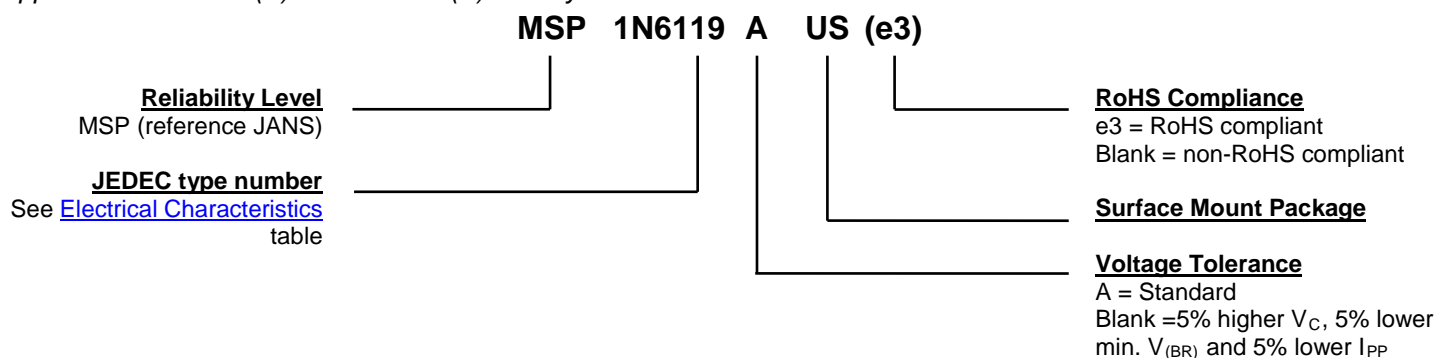 MSP 1N6119 A US (e3)
Reliability Level
MSP (reference JANS)
JEDEC type number
See Electrical Characteristics
table
RoHS Compliance
e3 = RoHS compliant
Blank = non-RoHS compliant
Surface Mount Package
Voltage Tolerance
A = Standard
Blank =5% higher VC, 5% lower
min. V(BR) and 5% lower IPP